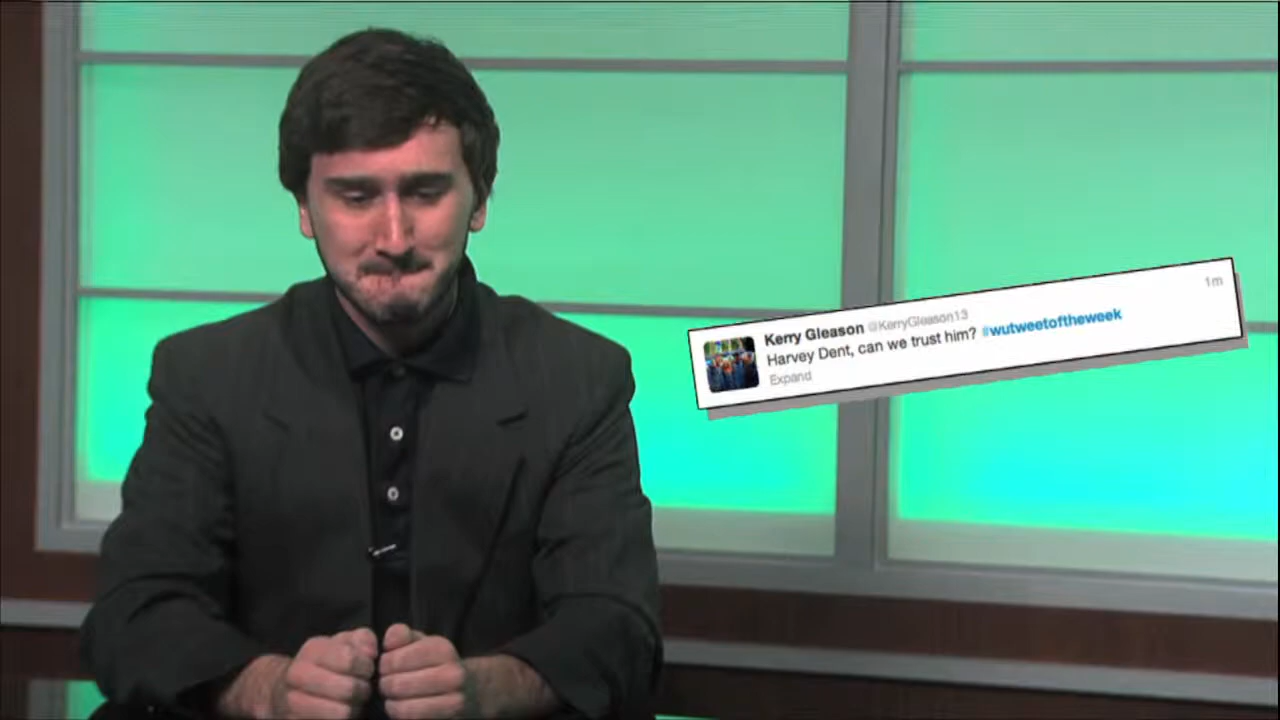 Kerry Gleason @KerryGleason13 1m
Harvey Dent, can we trust him? #wutweetoftheweek
Expand